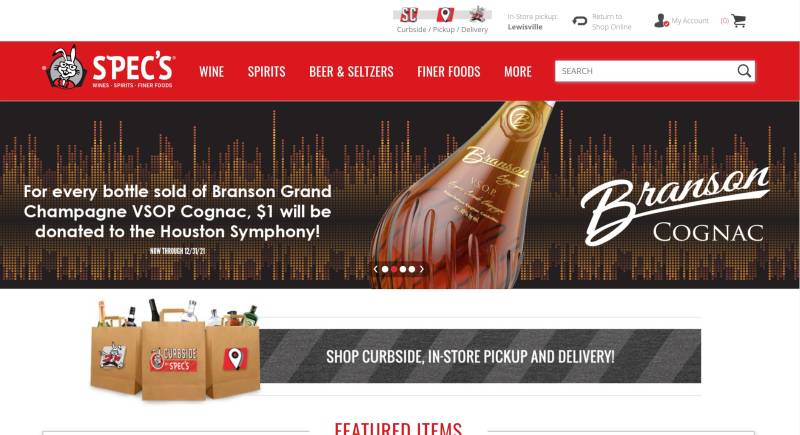 SC
Curbside / Pickup / Delivery
In-Store pickup:
Lewisville
Return to
Shop Online
My Account
(0)
SPEC'S
WINES · SPIRITS · FINER FOODS
WINE
SPIRITS
BEER & SELTZERS
FINER FOODS
MORE
SEARCH
For every bottle sold of Branson Grand
Champagne VSOP Cognac, $1 will be
donated to the Houston Symphony!
NOW THROUGH 12/31/21
B
Branson
VSOP
Branson
COGNAC
CURBSIDE
SPEC'S
SHOP CURBSIDE, IN-STORE PICKUP AND DELIVERY!
FEATURED ITEMS